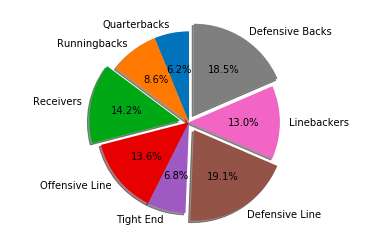 Quarterbacks
6.2%
Runningbacks
8.6%
Receivers
14.2%
Offensive Line
13.6%
Tight End
6.8%
Defensive Line
19.1%
Linebackers
13.0%
Defensive Backs
18.5%